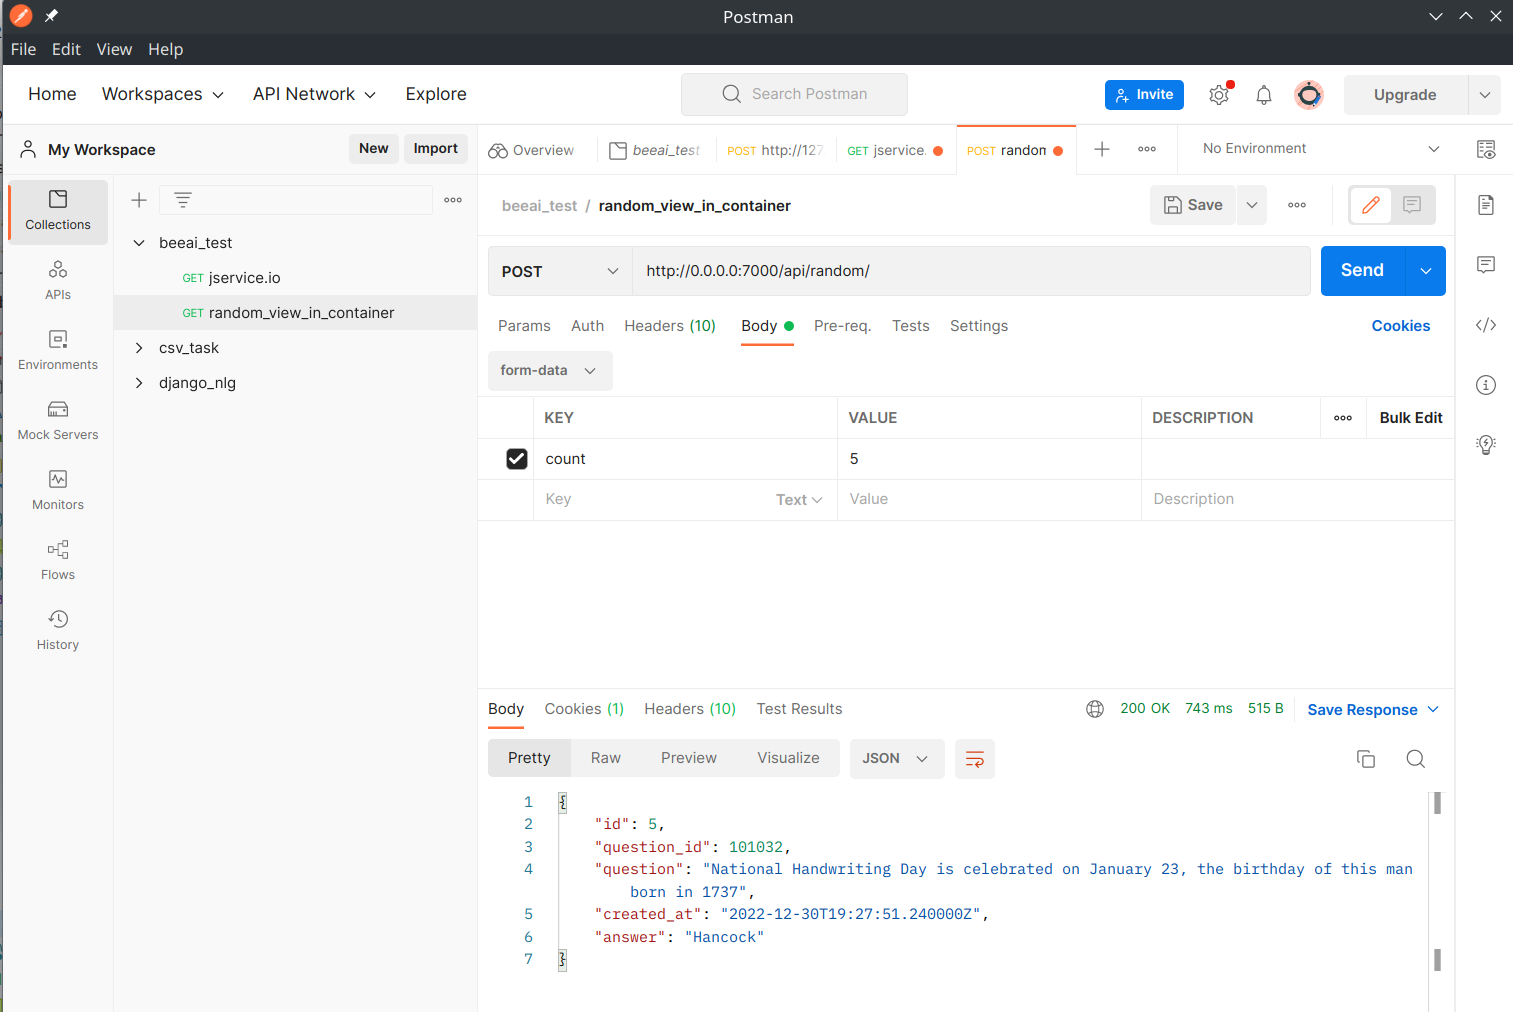 Postman
File Edit View Help
Home Workspaces API Network Explore Search Postman Invite Upgrade
My Workspace New Import
Overview beeai_test POST http://127 GET jservice. POST random No Environment
Collections
APIs
Environments
Mock Servers
Monitors
Flows
History
beeai_test
GET jservice.io
GET random_view_in_container
csv_task
django_nlg
beeai_test / random_view_in_container Save
POST http://0.0.0.0:7000/api/random/ Send
Params Auth Headers (10) Body Pre-req. Tests Settings Cookies
form-data
KEY VALUE DESCRIPTION Bulk Edit
count 5
Key Text Value Description
Body Cookies (1) Headers (10) Test Results 200 OK 743 ms 515 B Save Response
Pretty Raw Preview Visualize JSON
1 {
2 "id": 5,
3 "question_id": 101032,
4 "question": "National Handwriting Day is celebrated on January 23, the birthday of this man
born in 1737",
5 "created_at": "2022-12-30T19:27:51.240000Z",
6 "answer": "Hancock"
7 }